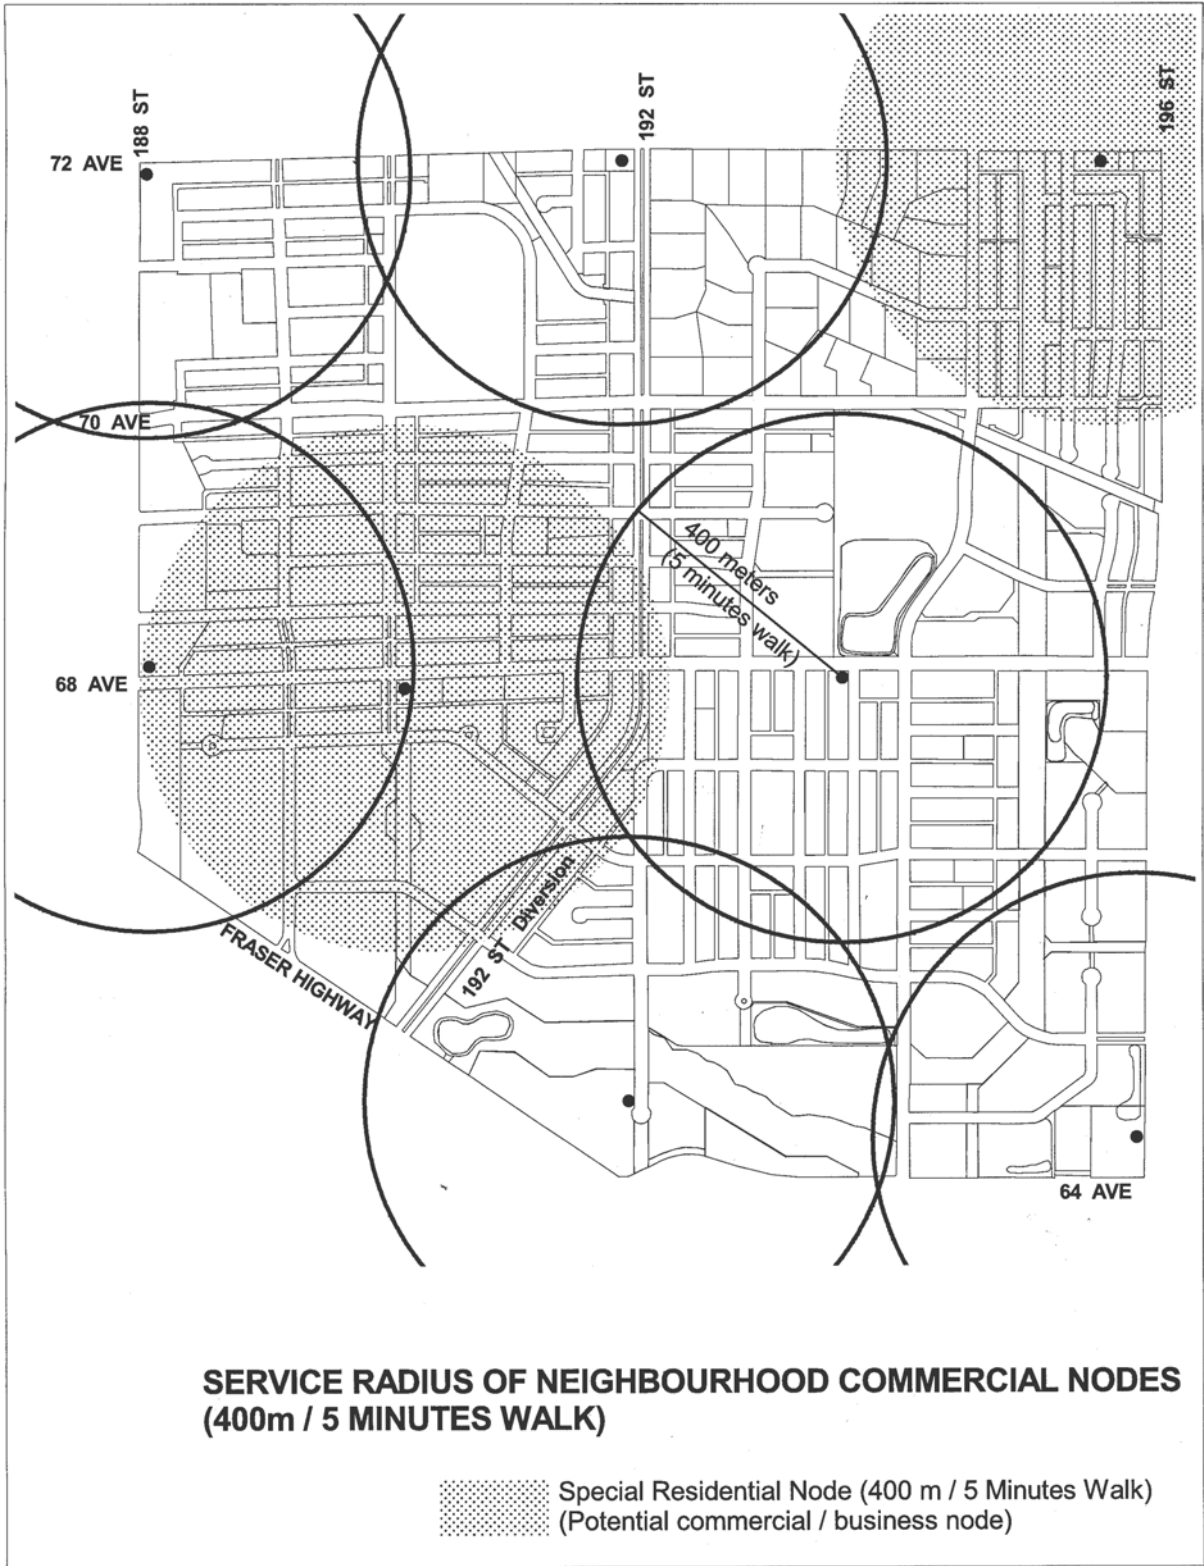 188 ST
192 ST
196 ST
72 AVE
70 AVE
400 meters
(5 minutes walk)
68 AVE
192 ST Diversion
FRASER HIGHWAY
64 AVE
SERVICE RADIUS OF NEIGHBOURHOOD COMMERCIAL NODES
(400m / 5 MINUTES WALK)
Special Residential Node (400 m / 5 Minutes Walk)
(Potential commercial / business node)